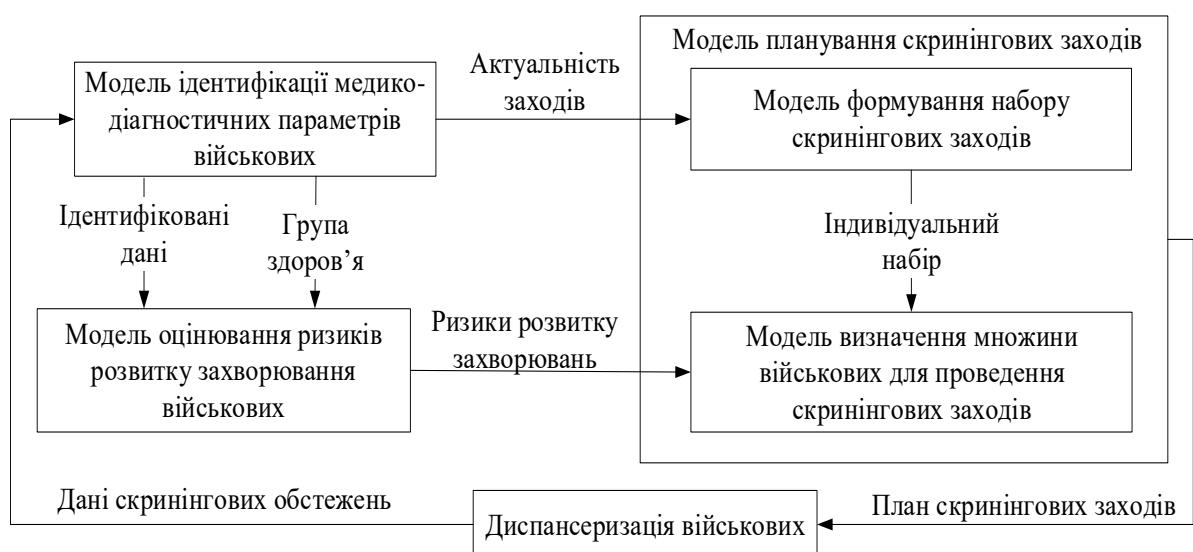 Модель планування скринінгових заходів
Модель ідентифікації медико-
діагностичних параметрів
військових
Актуальність
заходів
Модель формування набору
скринінгових заходів
Ідентифіковані
дані
Група
здоров’я
Індивідуальний
набір
Модель оцінювання ризиків
розвитку захворювання
військових
Ризики розвитку
захворювань
Модель визначення множини
військових для проведення
скринінгових заходів
Дані скринінгових обстежень
Диспансеризація військових
План скринінгових заходів